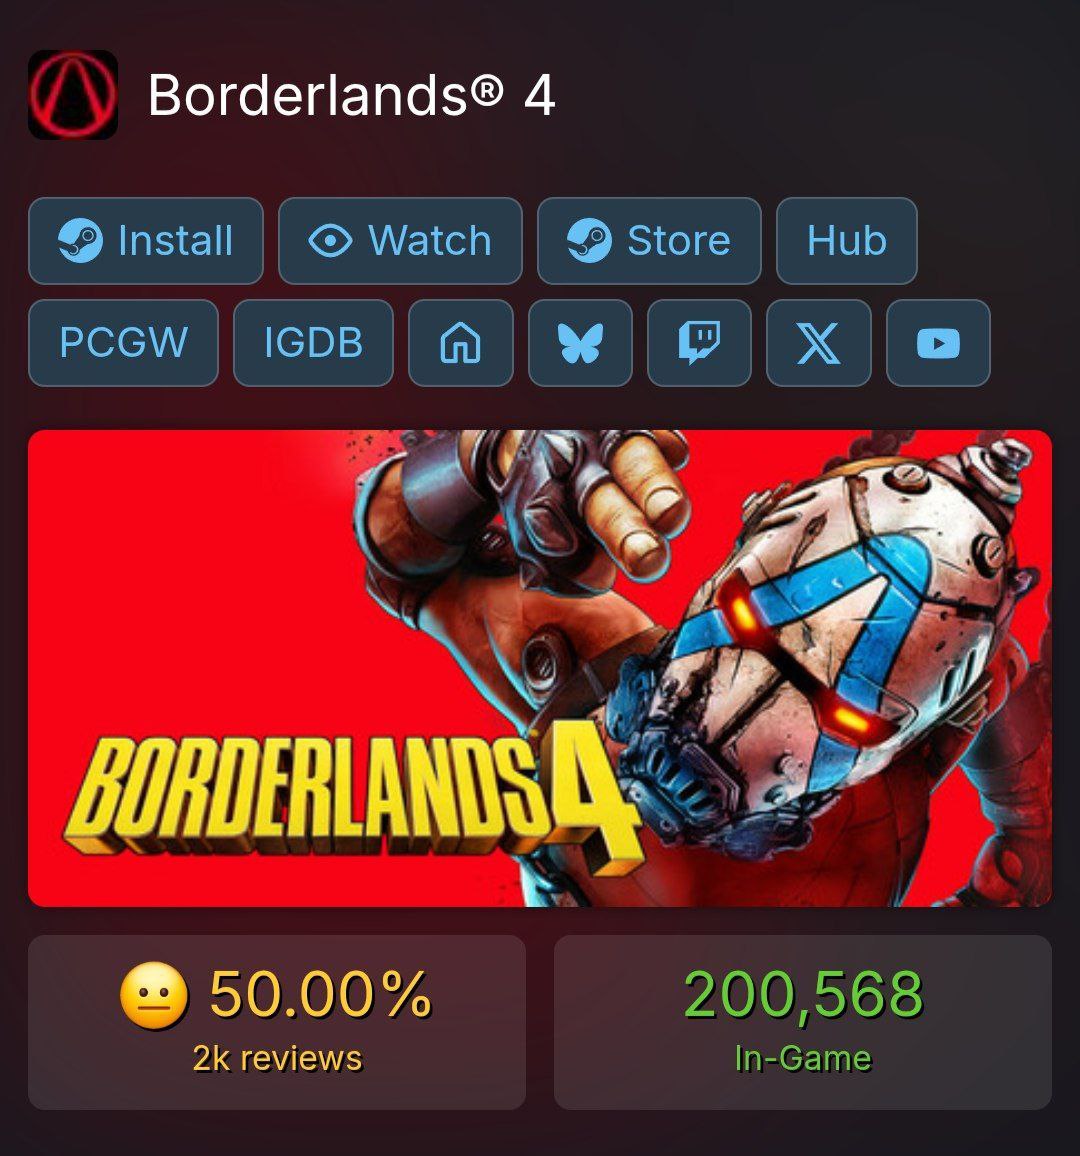 Borderlands® 4
Install Watch Store Hub
PCGW IGDB
BORDERLANDS 4
50.00% 200,568
2k reviews In-Game